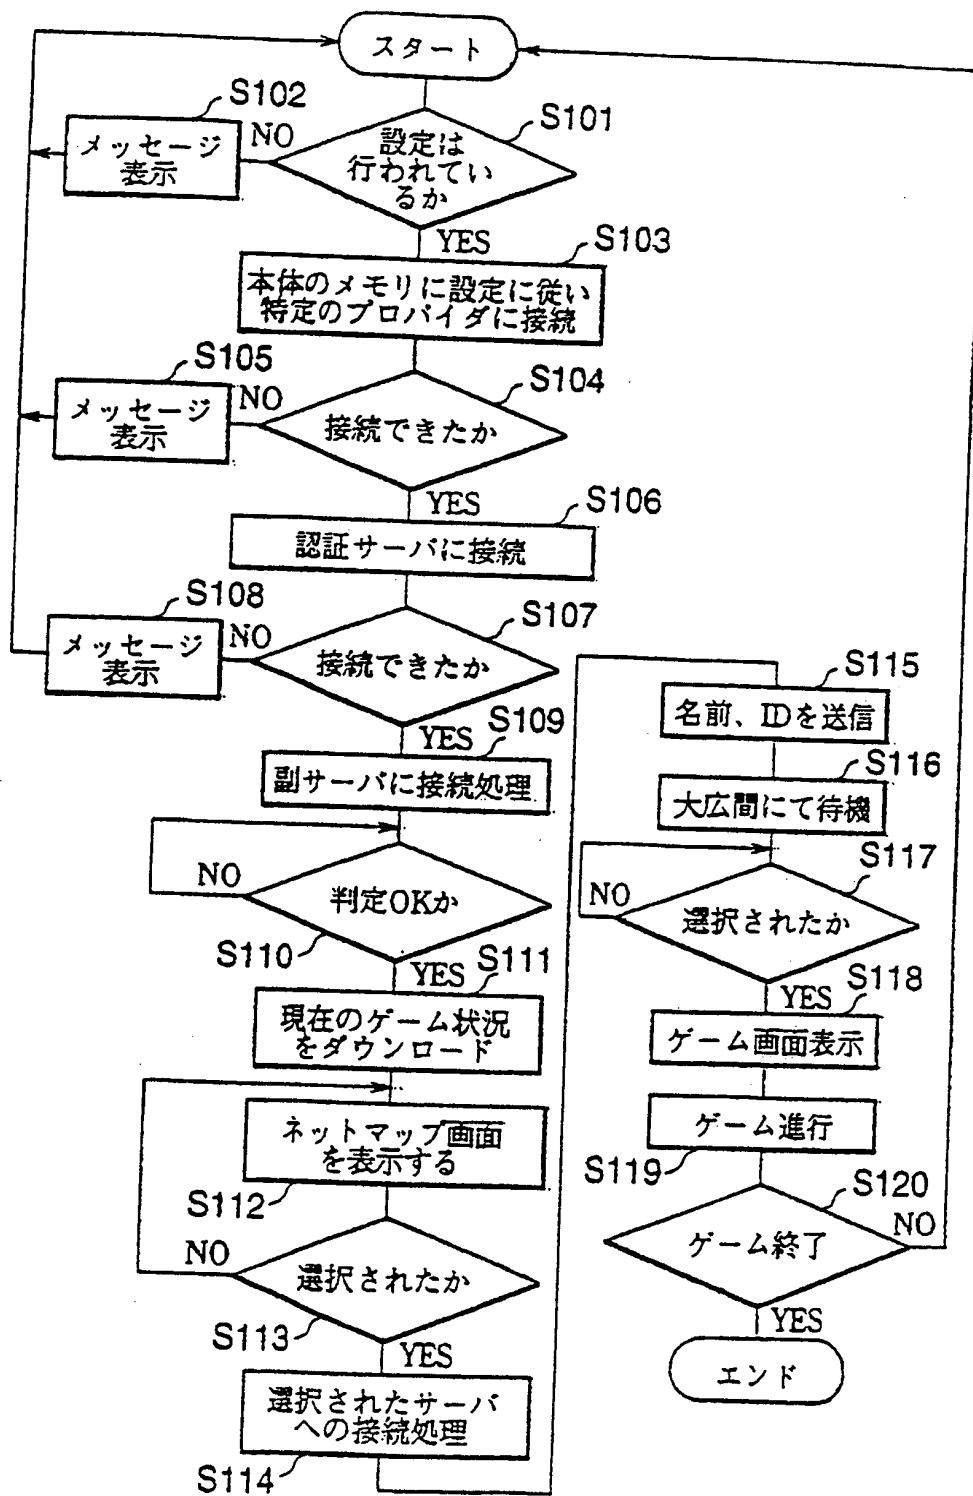 スタート
S102
S101
NO
メッセージ
表示
設定は
行われてい
るか
YES
S103
本体のメモリに設定に従い
特定のプロバイダに接続
S105
S104
NO
メッセージ
表示
接続できたか
YES
S106
認証サーバに接続
S108
S107
NO
メッセージ
表示
接続できたか
YES
S109
副サーバに接続処理
NO
判定OKか
S110
YES
S111
現在のゲーム状況
をダウンロード
ネットマップ画面
を表示する
S112
NO
選択されたか
S113
YES
選択されたサーバ
への接続処理
S114
S115
名前、IDを送信
S116
大広間にて待機
S117
NO
選択されたか
YES
S118
ゲーム画面表示
ゲーム進行
S119
S120
ゲーム終了
NO
YES
エンド